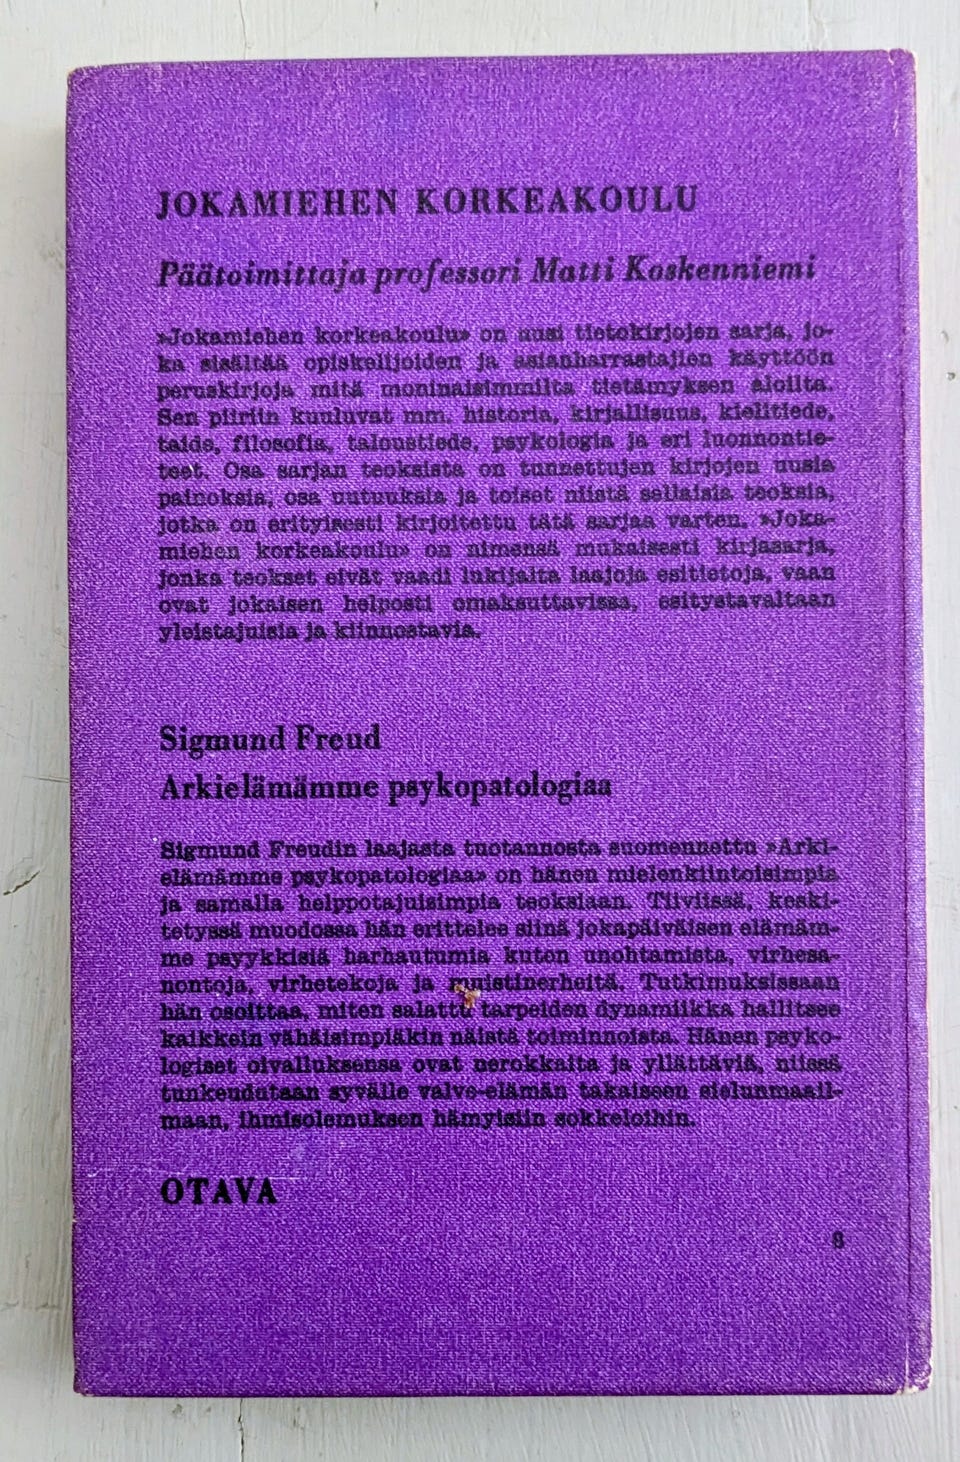 JOKAMIEHEN KORKEAKOULU
Päätoimittaja professori Matti Koskenniemi
»Jokamiehen korkeakoulu» on uusi tietokirjojen sarja, jo-
ka sisältää opiskelijoiden ja asianharrastajien käyttöön
peruskirjoja mitä moninaisimmilta tietämyksen aloilta.
Sen piiriin kuuluvat mm. historia, kirjallisuus, kielitiede,
taide, filosofia, taloustiede, psykologia ja eri luonnontie-
teet. Osa sarjan teoksista on tunnettujen kirjojen uusia
painoksia, osa uutuuksia ja toiset niistä sellaisia teoksia,
jotka on erityisesti kirjoitettu tätä sarjaa varten. »Joka-
miehen korkeakoulu» on nimensä mukaisesti kirjasarja,
jonka teokset eivät vaadi lukijalta laajoja esitietoja, vaan
ovat jokaisen helposti omaksuttavissa, esitystavaltaan
yleistajuisia ja kiinnostavia.
Sigmund Freud
Arkielämämme psykopatologiaa
Sigmund Freudin laajasta tuotannosta suomennettu »Arki-
elämämme psykopatologiaa» on hänen mielenkiintoisimpia
ja samalla helppotajuisimpia teoksiaan. Tiiviissä, keski-
tetyssä muodossa hän erittelee siinä jokapäiväisen elämäm-
me psyykkisiä harhautumia kuten unohtamista, virhesa-
nontoja, virhetekoja ja muistinerheitä. Tutkimuksissaan
hän osoittaa, miten salattu tarpeiden dynamiikka hallitsee
kaikkein vähäisimpiäkin näistä toiminnoista. Hänen psyko-
logiset oivalluksensa ovat nerokkaita ja yllättäviä, niissä
tunkeudutaan syvälle valve-elämän takaiseen sielunmaail-
maan, ihmisolemuksen hämyisiin sokkeloihin.
OTAVA
8